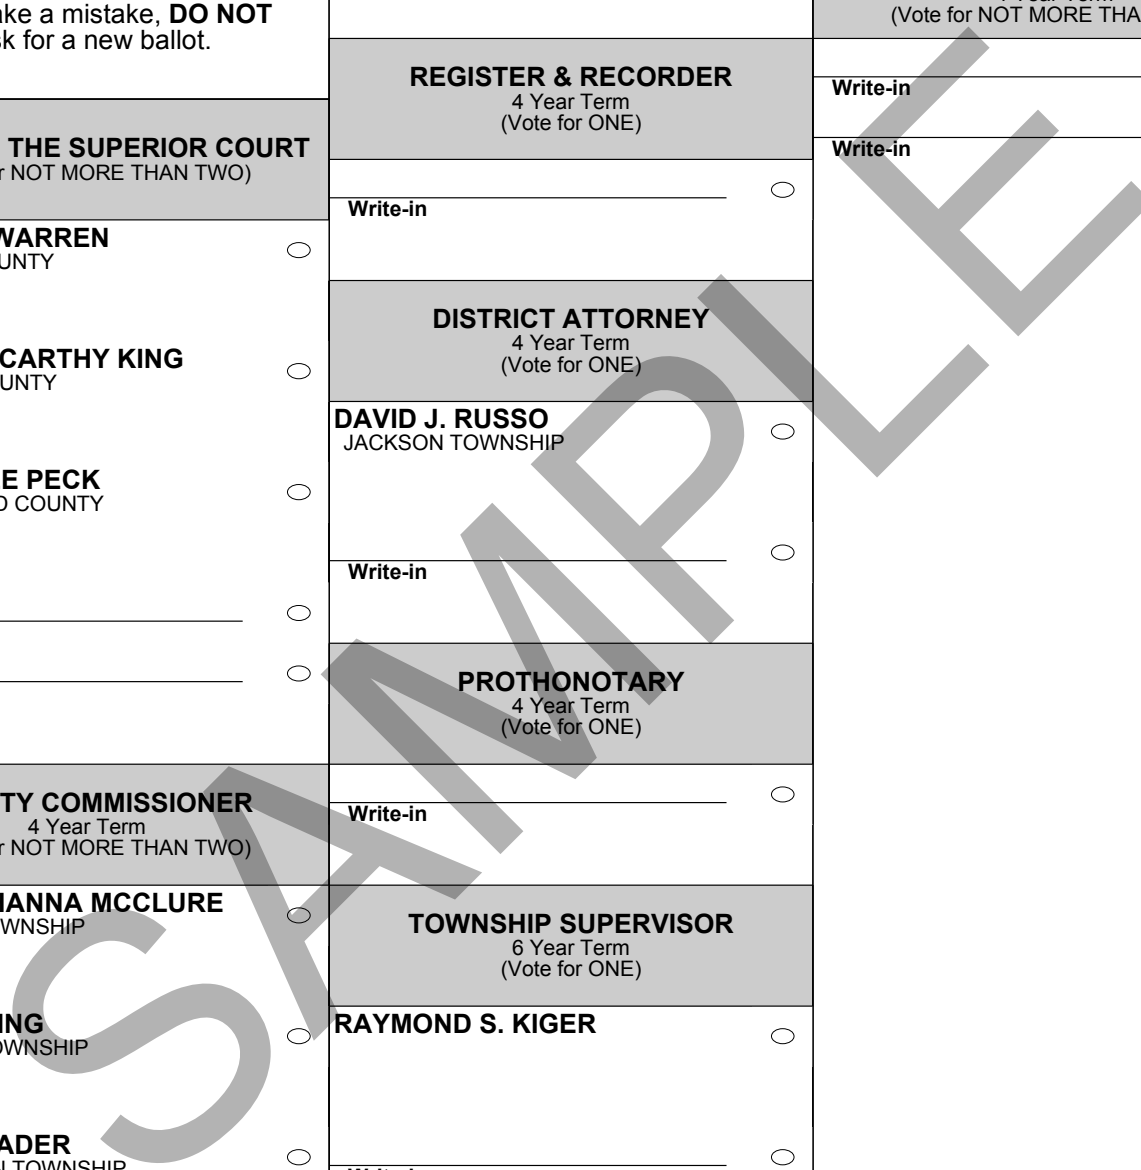 ake a mistake, DO NOT
sk for a new ballot.
THE SUPERIOR COURT
r NOT MORE THAN TWO)
WARREN
UNTY
CARTHY KING
UNTY
E PECK
O COUNTY
TY COMMISSIONER
4 Year Term
r NOT MORE THAN TWO)
IANNA MCCLURE
WNSHIP
ING
OWNSHIP
ADER
N TOWNSHIP
REGISTER & RECORDER
4 Year Term
(Vote for ONE)
Write-in
DISTRICT ATTORNEY
4 Year Term
(Vote for ONE)
DAVID J. RUSSO
JACKSON TOWNSHIP
Write-in
PROTHONOTARY
4 Year Term
(Vote for ONE)
Write-in
TOWNSHIP SUPERVISOR
6 Year Term
(Vote for ONE)
RAYMOND S. KIGER
(Vote for NOT MORE THA
Write-in
Write-in
SAMPLE